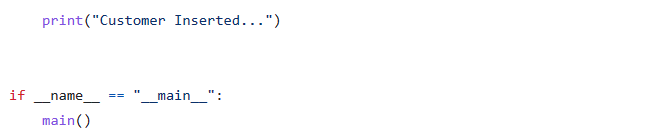 print("Customer Inserted...")
if __name__ == "__main__":
    main()